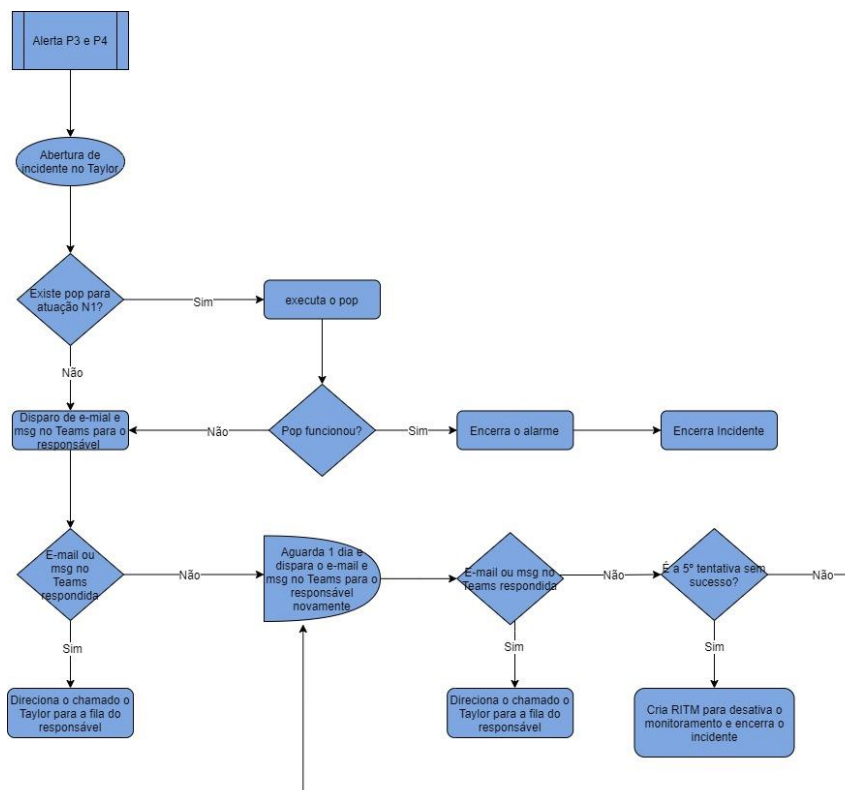 Alerta P3 e P4
Abertura de
incidente no Taylor
Existe pop para
atuação N1?
Sim
executa o pop
Não
Disparo de e-mial e
msg no Teams para o
responsável
Não
Pop funcionou?
Sim
Encerra o alarme
Encerra Incidente
E-mail ou
msg no
Teams
respondida
Não
Aguarda 1 dia e
dispara o e-mail e
msg no Teams para o
responsável
novamente
E-mail ou msg no
Teams respondida
Não
É a 5ª tentativa sem
sucesso?
Não
Sim
Sim
Sim
Direciona o chamado o
Taylor para a fila do
responsável
Direciona o chamado o
Taylor para a fila do
responsável
Cria RITM para desativa o
monitoramento e encerra o
incidente